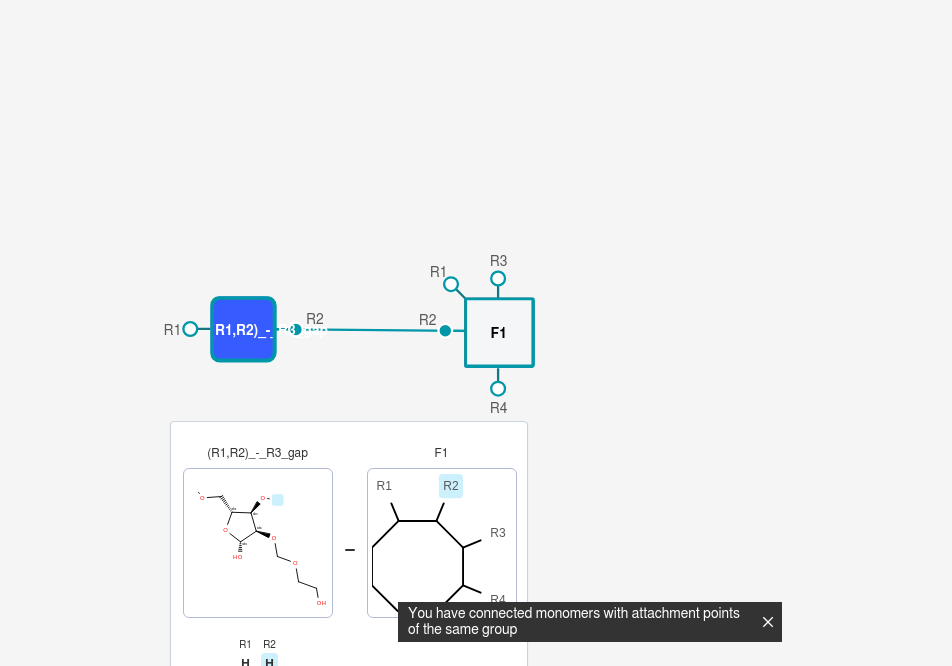 R3
R1
R2
R2
R1
R1,R2)_-_R3_gap
F1
R4
(R1,R2)_-_R3_gap
F1
R1
R2
O
O
O
R3
O
HO
O
OH
R4
You have connected monomers with attachment points
of the same group
R1 R2
H H